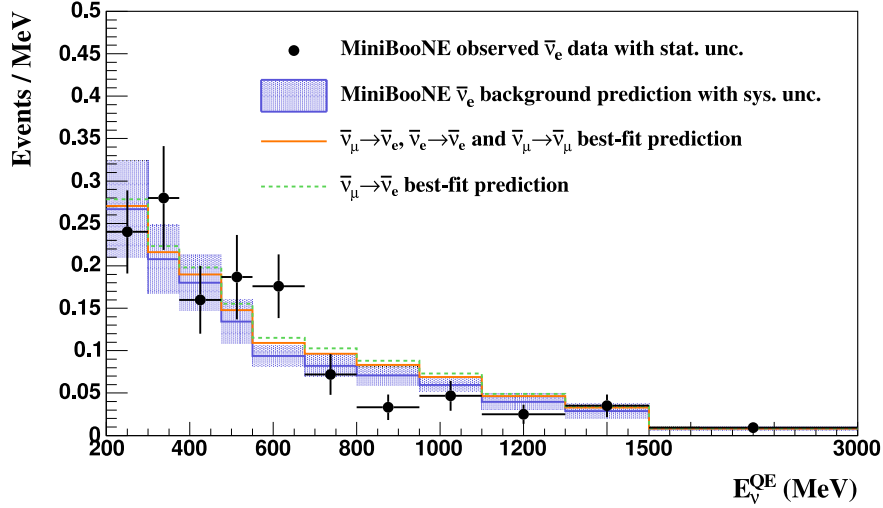 Events / MeV
0.5
0.45
0.4
0.35
0.3
0.25
0.2
0.15
0.1
0.05
0
MiniBooNE observed ν̄e data with stat. unc.
MiniBooNE ν̄e background prediction with sys. unc.
ν̄μ→ν̄e, ν̄e→ν̄e and ν̄μ→ν̄μ best-fit prediction
ν̄μ→ν̄e best-fit prediction
200 400 600 800 1000 1200 1500 3000
EνQE (MeV)